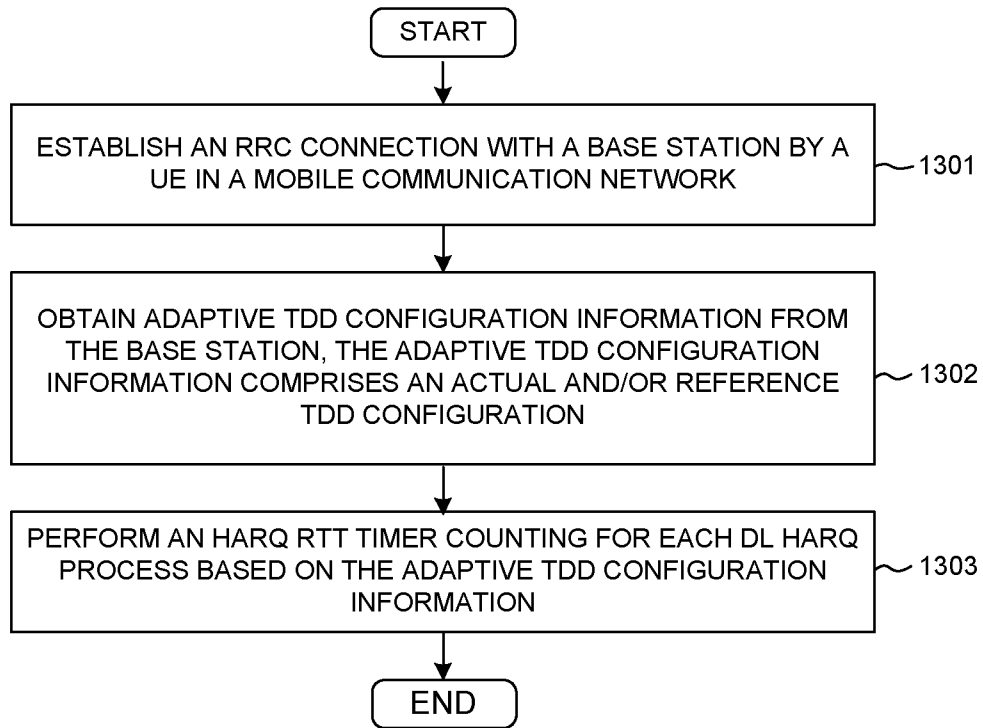 START
ESTABLISH AN RRC CONNECTION WITH A BASE STATION BY A
UE IN A MOBILE COMMUNICATION NETWORK
1301
OBTAIN ADAPTIVE TDD CONFIGURATION INFORMATION FROM
THE BASE STATION, THE ADAPTIVE TDD CONFIGURATION
INFORMATION COMPRISES AN ACTUAL AND/OR REFERENCE
TDD CONFIGURATION
1302
PERFORM AN HARQ RTT TIMER COUNTING FOR EACH DL HARQ
PROCESS BASED ON THE ADAPTIVE TDD CONFIGURATION
INFORMATION
1303
END